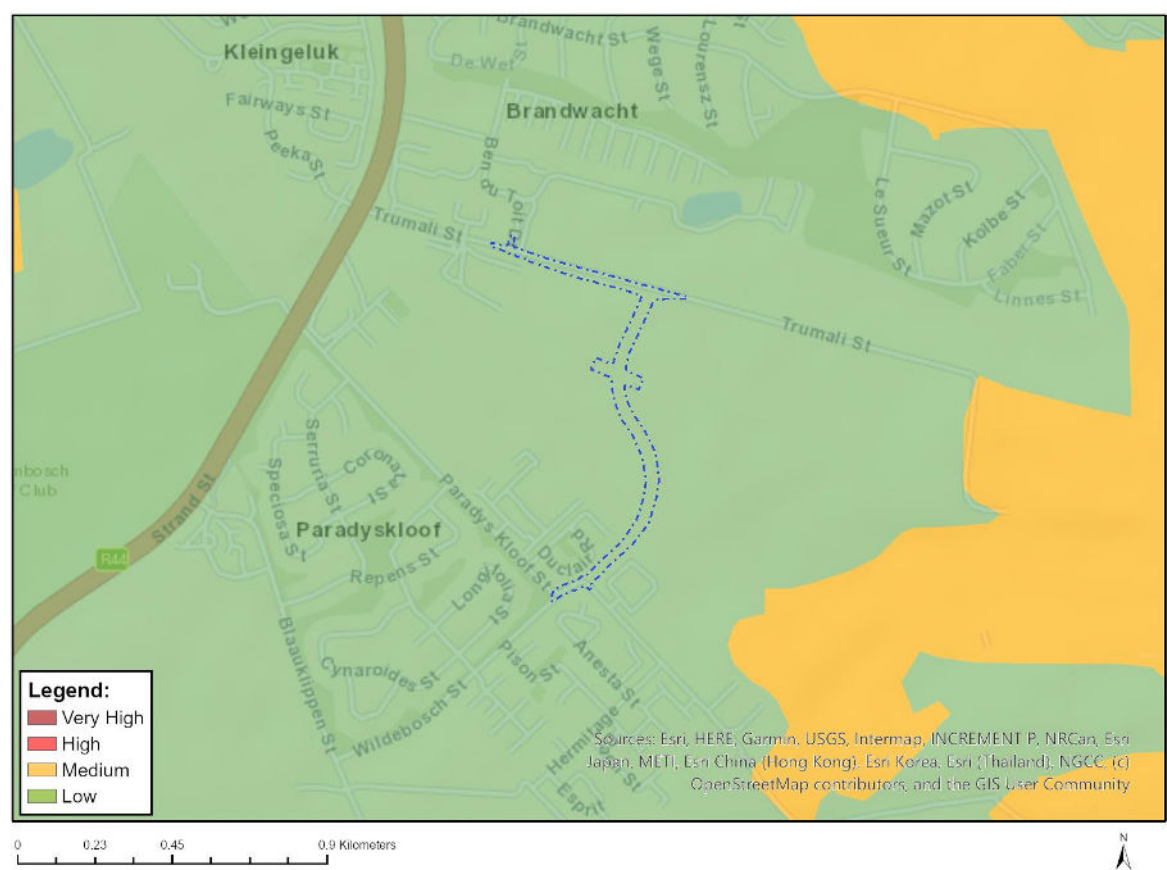 Kleingeluk
Fairways St
Peeka St
Brandwacht St
De Wet St
Wege St
Lourensz St
Brandwacht
Ben du Toit Dr
Trumali St
Le Sueur St
Mazot St
Kolbe St
Faber St
Linnes St
Trumali St
nbosch
Club
Strand St
R44
Speciosa St
Serruria St
Coronata St
Paradyskloof
Repens St
Paradys Kloof St
Duclair Rd
Longifolia St
Blaauklippen St
Cynaroides St
Wildebosch St
Pison St
Anesta St
Hermitage
St
Esprit
Legend:
Very High
High
Medium
Low
Sources: Esri, HERE, Garmin, USGS, Intermap, INCREMENT P, NRCan, Esri
Japan, METI, Esri China (Hong Kong), Esri Korea, Esri (Thailand), NGCC, (c)
OpenStreetMap contributors, and the GIS User Community
0 0.23 0.45 0.9 Kilometers
N